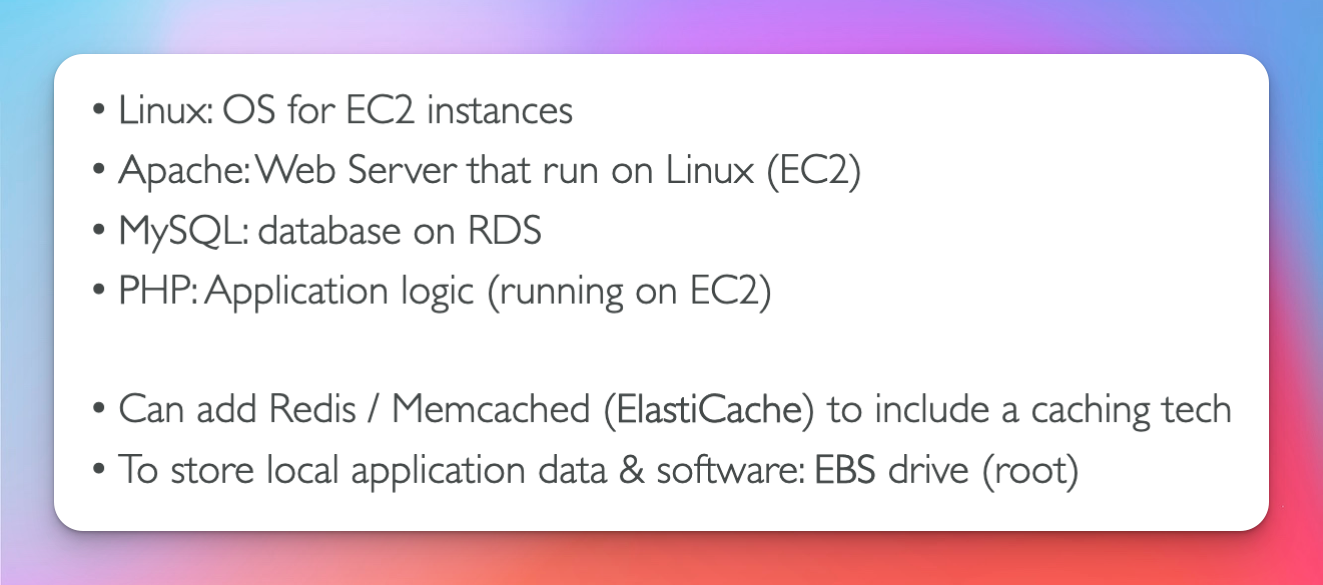 • Linux: OS for EC2 instances
• Apache: Web Server that run on Linux (EC2)
• MySQL: database on RDS
• PHP: Application logic (running on EC2)
• Can add Redis / Memcached (ElastiCache) to include a caching tech
• To store local application data & software: EBS drive (root)